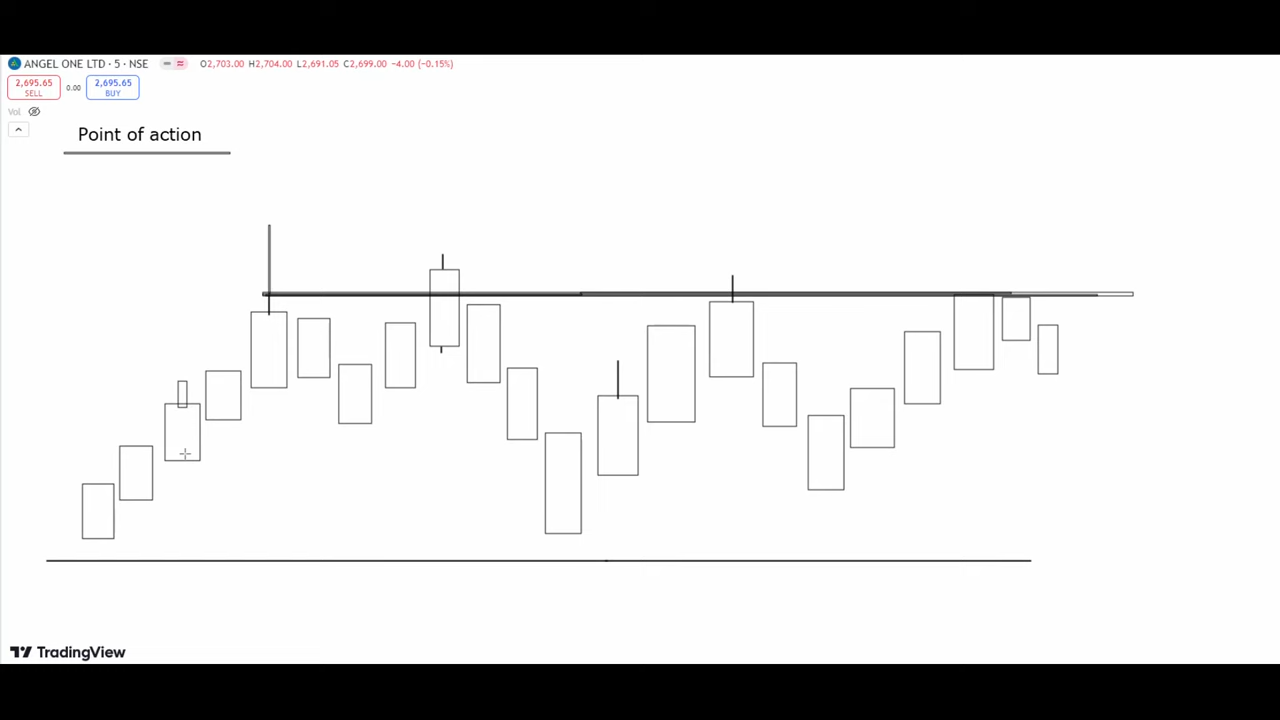 ANGEL ONE LTD · 5 · NSE O2,703.00 H2,704.00 L2,691.05 C2,699.00 −4.00 (−0.15%)
2,695.65 0.00 2,695.65
SELL BUY
Vol
Point of action
TradingView